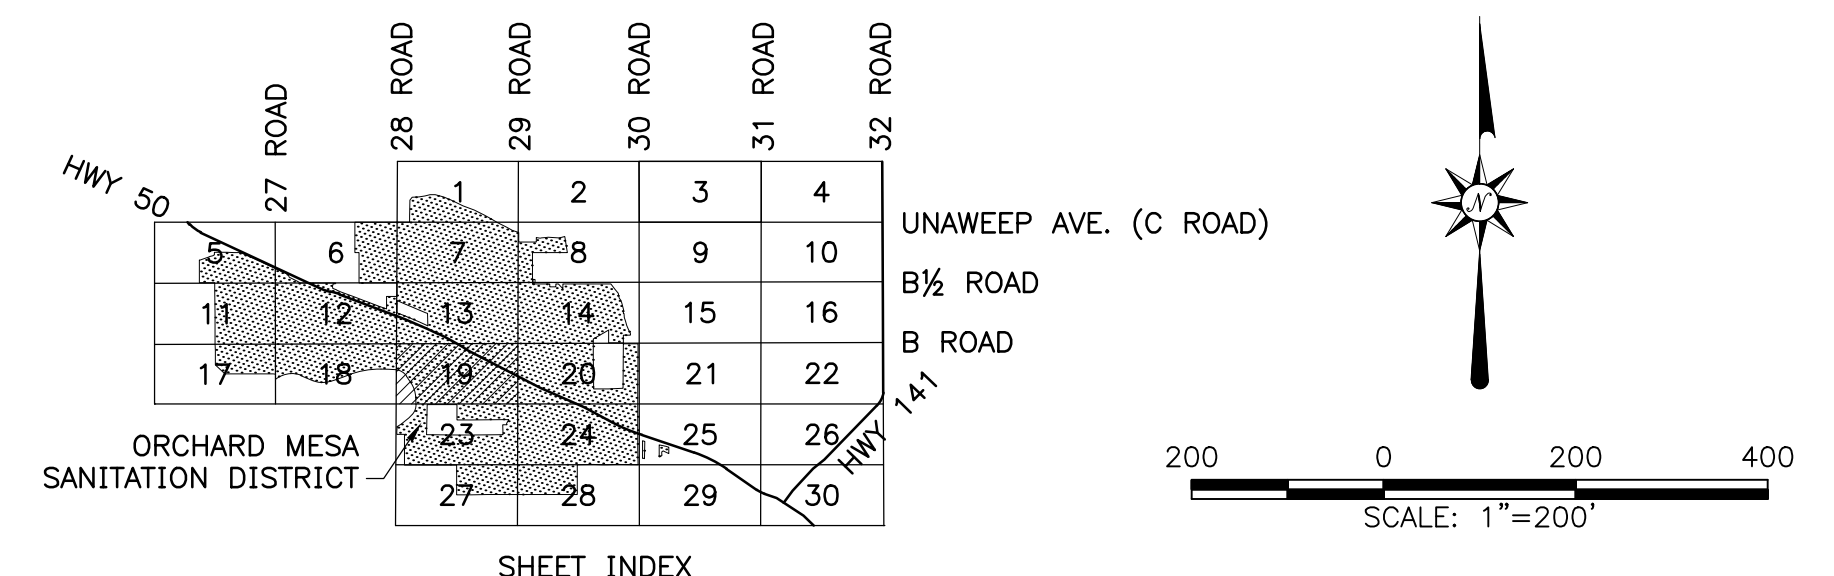 28 ROAD
29 ROAD
30 ROAD
31 ROAD
32 ROAD
27 ROAD
HWY 50
1 2 3 4
UNAWEEP AVE. (C ROAD)
5 6 7 8 9 10
B½ ROAD
11 12 13 14 15 16
B ROAD
17 18 19 20 21 22
HWY 141
23 24 25 26
ORCHARD MESA
SANITATION DISTRICT
27 28 29 30
SHEET INDEX
N
200 0 200 400
SCALE: 1"=200'